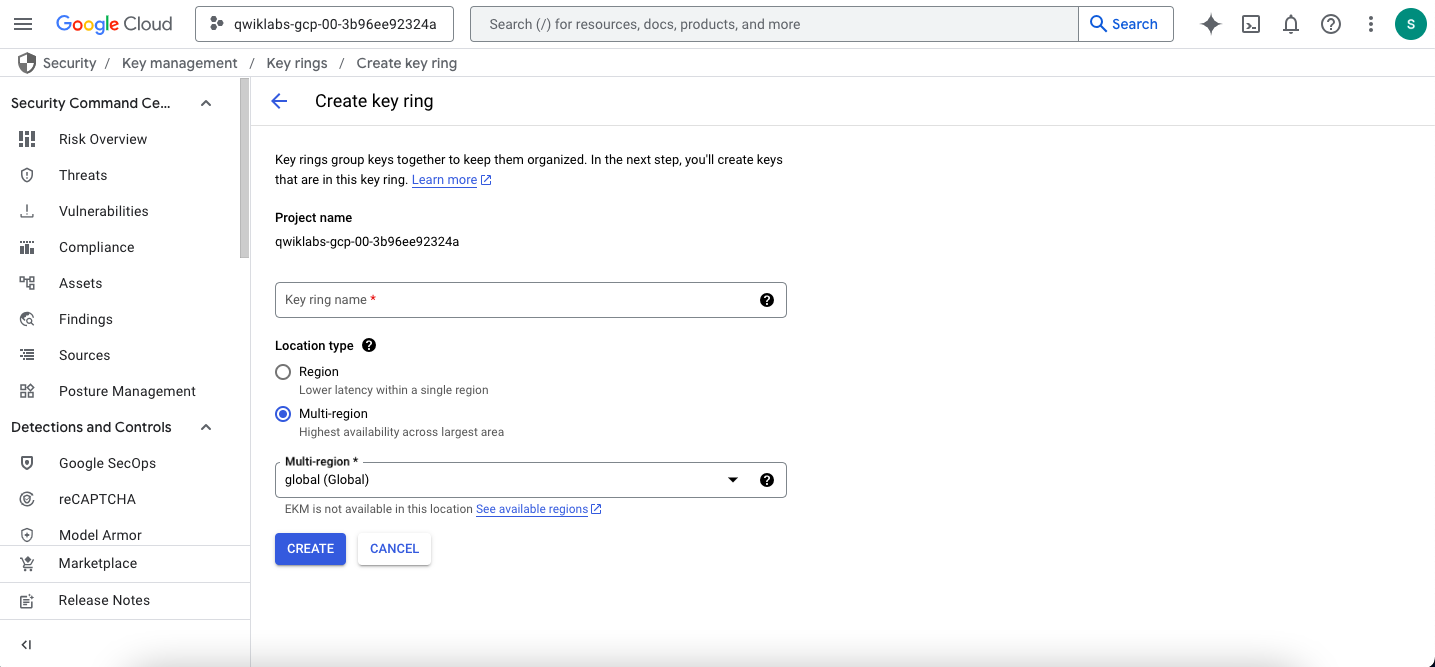 Google Cloud
qwiklabs-gcp-00-3b96ee92324a
Search (/) for resources, docs, products, and more
Search
S
Security / Key management / Key rings / Create key ring
Security Command Ce...
Risk Overview
Threats
Vulnerabilities
Compliance
Assets
Findings
Sources
Posture Management
Detections and Controls
Google SecOps
reCAPTCHA
Model Armor
Marketplace
Release Notes
Create key ring
Key rings group keys together to keep them organized. In the next step, you'll create keys
that are in this key ring. Learn more
Project name
qwiklabs-gcp-00-3b96ee92324a
Key ring name *
Location type
Region
Lower latency within a single region
Multi-region
Highest availability across largest area
Multi-region *
global (Global)
EKM is not available in this location See available regions
CREATE
CANCEL